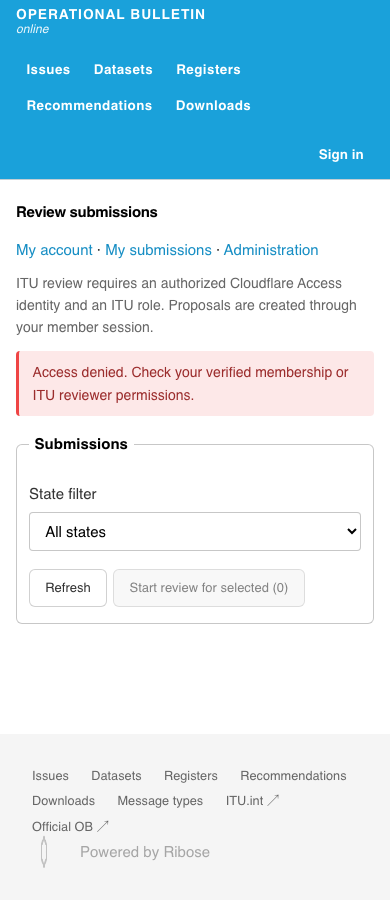 OPERATIONAL BULLETIN
online
Issues Datasets Registers
Recommendations Downloads
Sign in
Review submissions
My account · My submissions · Administration
ITU review requires an authorized Cloudflare Access
identity and an ITU role. Proposals are created through
your member session.
Access denied. Check your verified membership or
ITU reviewer permissions.
Submissions
State filter
All states
Refresh Start review for selected (0)
Issues Datasets Registers Recommendations
Downloads Message types ITU.int ↗
Official OB ↗
Powered by Ribose